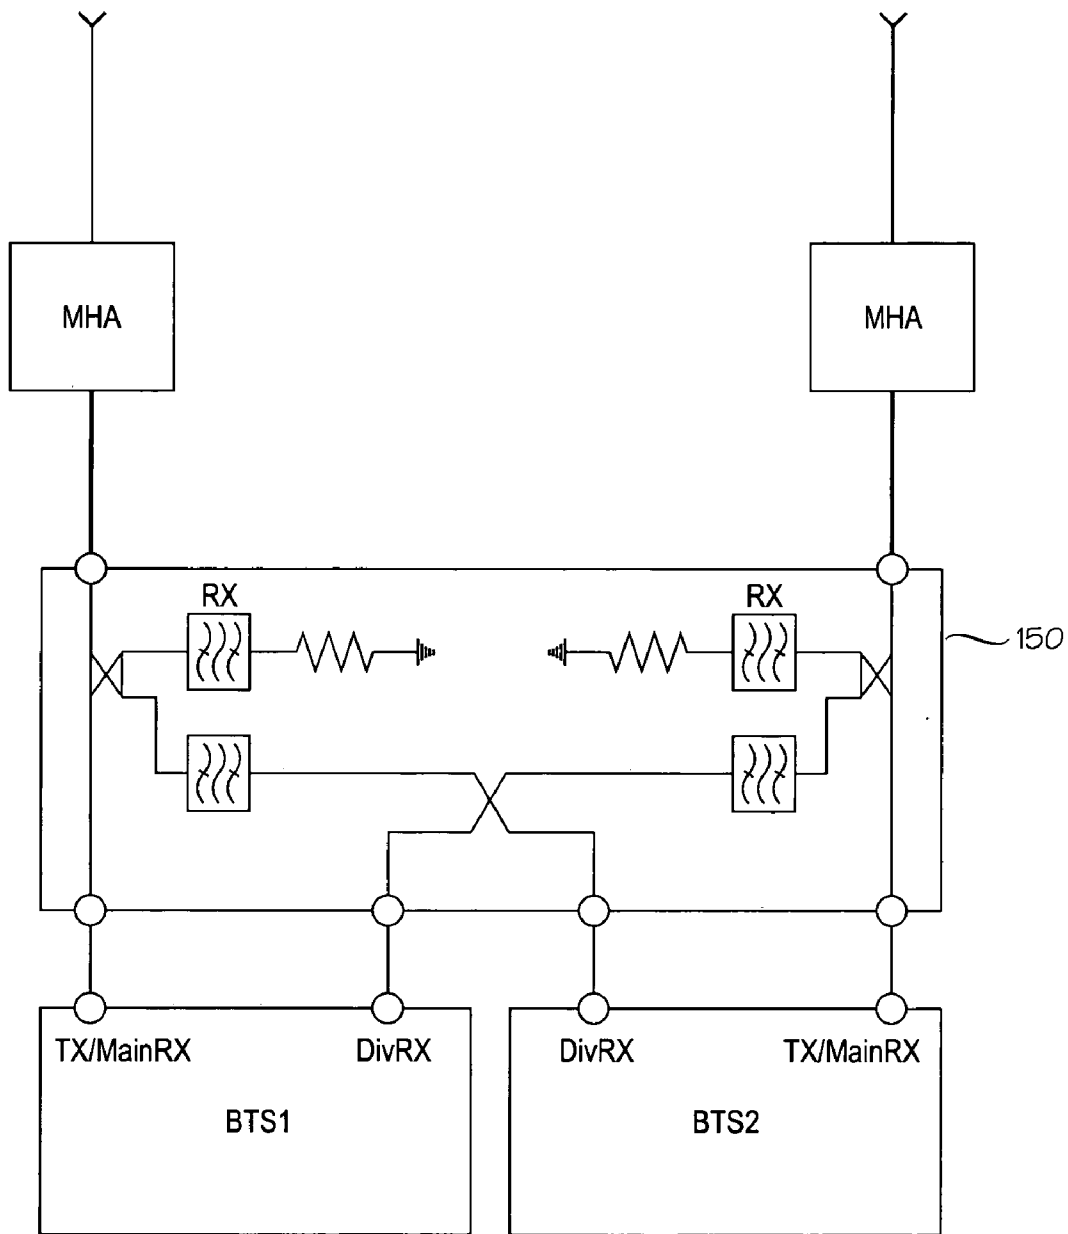 MHA
MHA
RX
RX
150
TX/MainRX
DivRX
DivRX
TX/MainRX
BTS1
BTS2